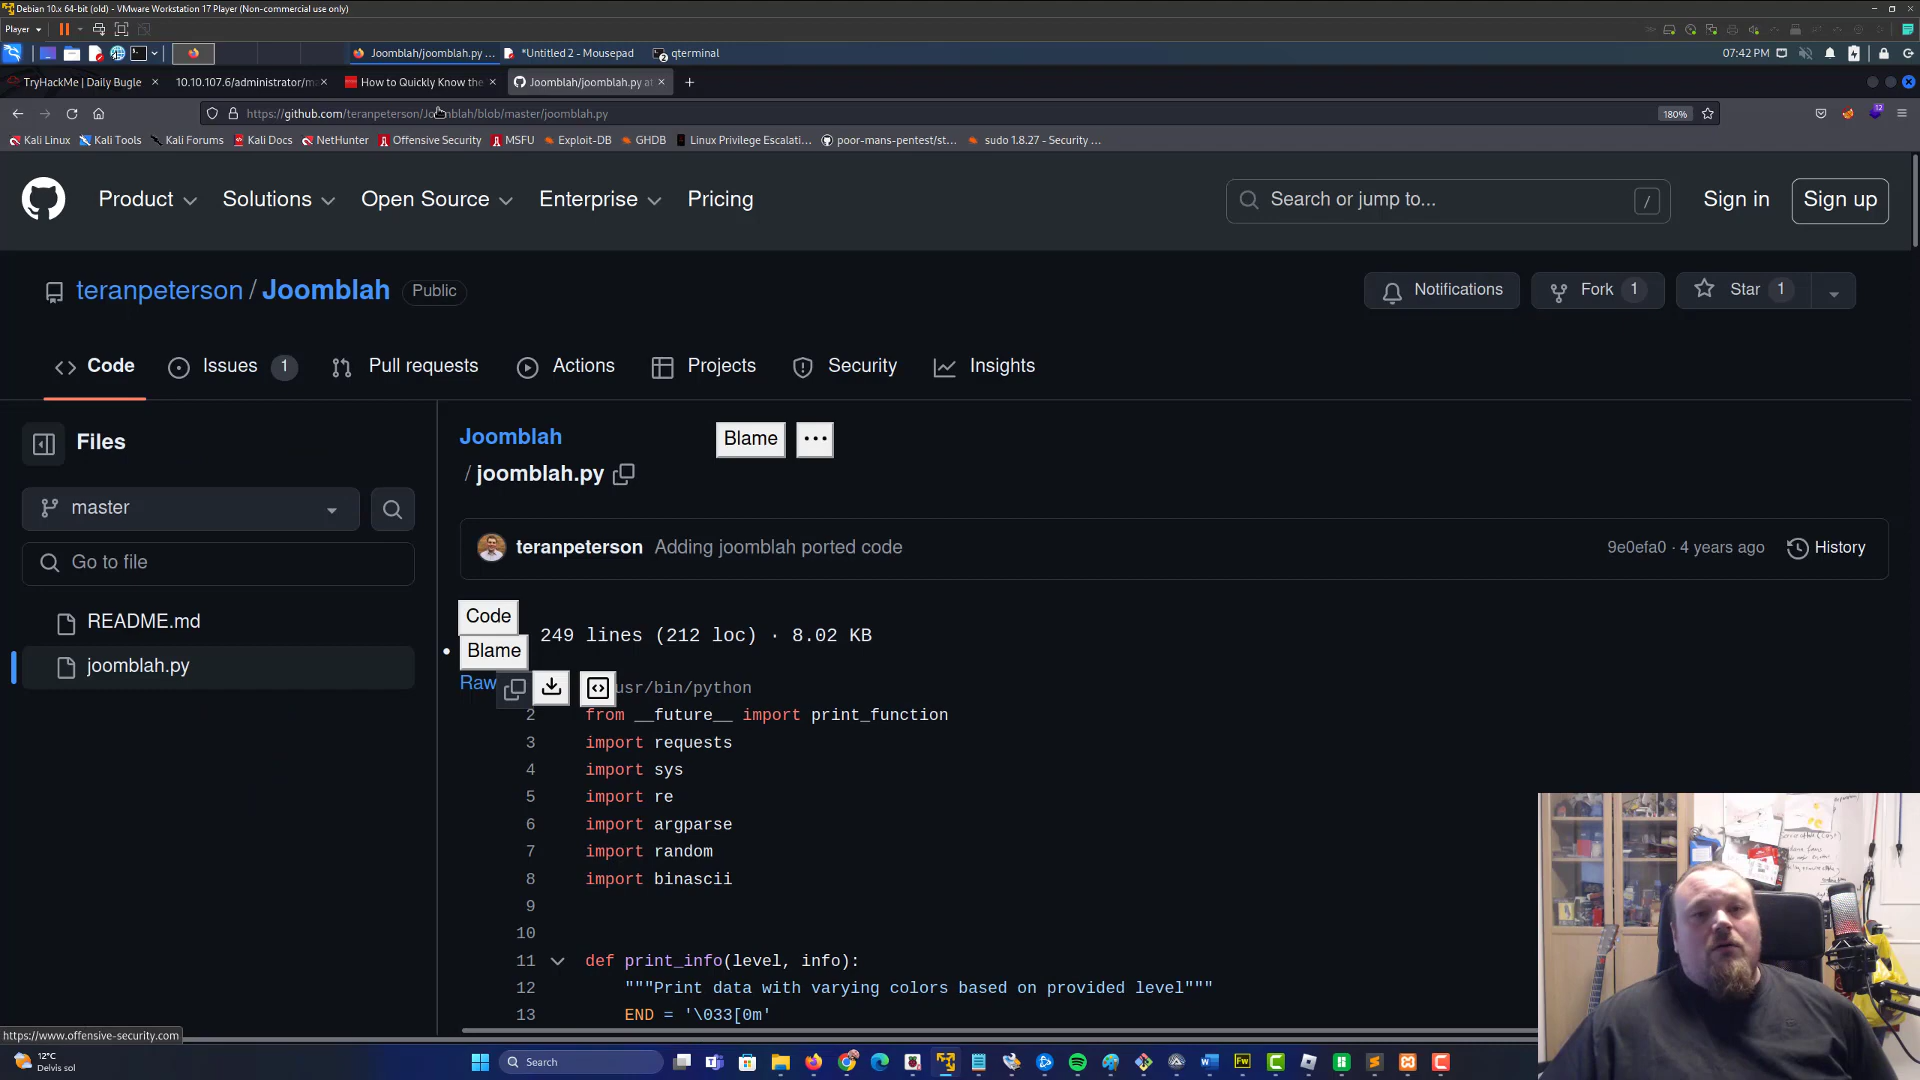 Debian 10.x 64-bit (old) - VMware Workstation 17 Player (Non-commercial use only)
Player
Joomblah/joomblah.py ...
*Untitled 2 - Mousepad
2
qterminal
07:42 PM
TryHackMe | Daily Bugle
10.10.107.6/administrator/m
How to Quickly Know the
Joomblah/joomblah.py at
https://github.com/teranpeterson/Joomblah/blob/master/joomblah.py
180%
12
Kali Linux
Kali Tools
Kali Forums
Kali Docs
NetHunter
Offensive Security
MSFU
Exploit-DB
GHDB
Linux Privilege Escalati...
poor-mans-pentest/st...
sudo 1.8.27 - Security ...
Product
Solutions
Open Source
Enterprise
Pricing
Search or jump to...
/
Sign in
Sign up
teranpeterson / Joomblah
Public
Notifications
Fork 1
Star 1
Code
Issues 1
Pull requests
Actions
Projects
Security
Insights
Files
master
Go to file
README.md
joomblah.py
Joomblah
/ joomblah.py
Blame
...
teranpeterson Adding joomblah ported code
9e0efa0 · 4 years ago
History
Code
Blame
249 lines (212 loc) · 8.02 KB
Raw
usr/bin/python
2 from __future__ import print_function
3 import requests
4 import sys
5 import re
6 import argparse
7 import random
8 import binascii
9
10
11 def print_info(level, info):
12 """Print data with varying colors based on provided level"""
13 END = '\033[0m'
https://www.offensive-security.com
12°C
Delvis sol
Search
Fw